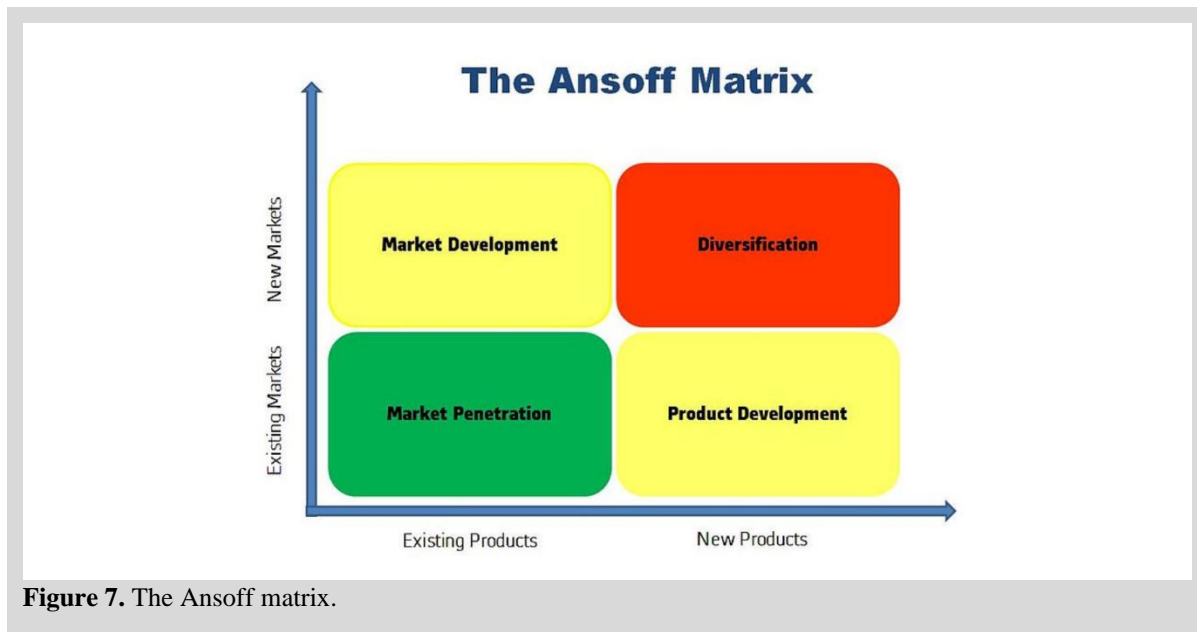 The Ansoff Matrix
New Markets
Market Development
Diversification
Existing Markets
Market Penetration
Product Development
Existing Products
New Products
Figure 7. The Ansoff matrix.